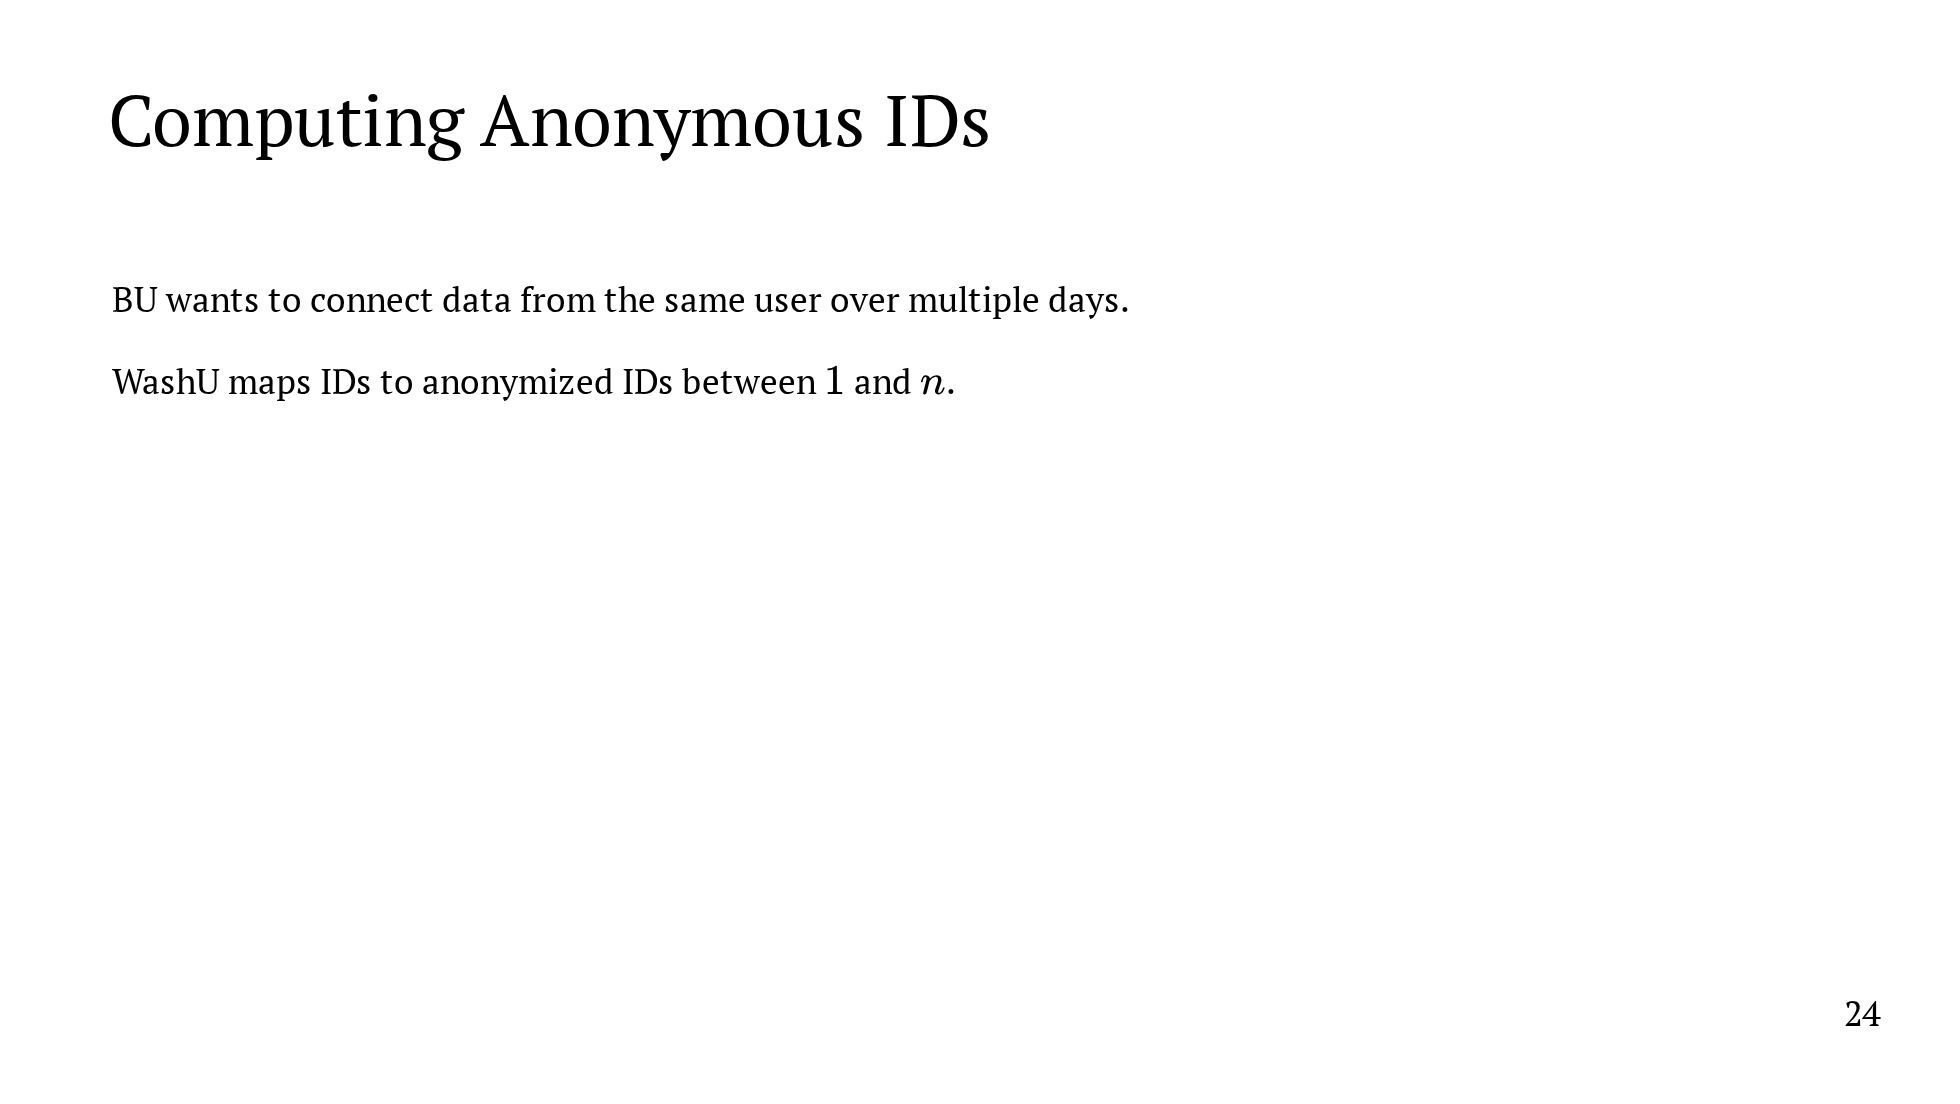 Computing Anonymous IDs
BU wants to connect data from the same user over multiple days.
WashU maps IDs to anonymized IDs between 1 and n.
24